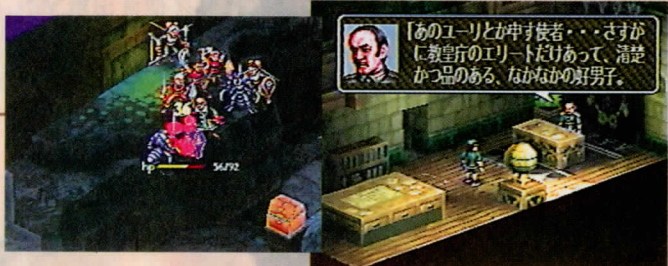 hp 56/92
「あのユーリとか申す使者・・・さすが
に教皇庁のエリートだけあって、清楚
かつ品のある、なかなかの好男子。